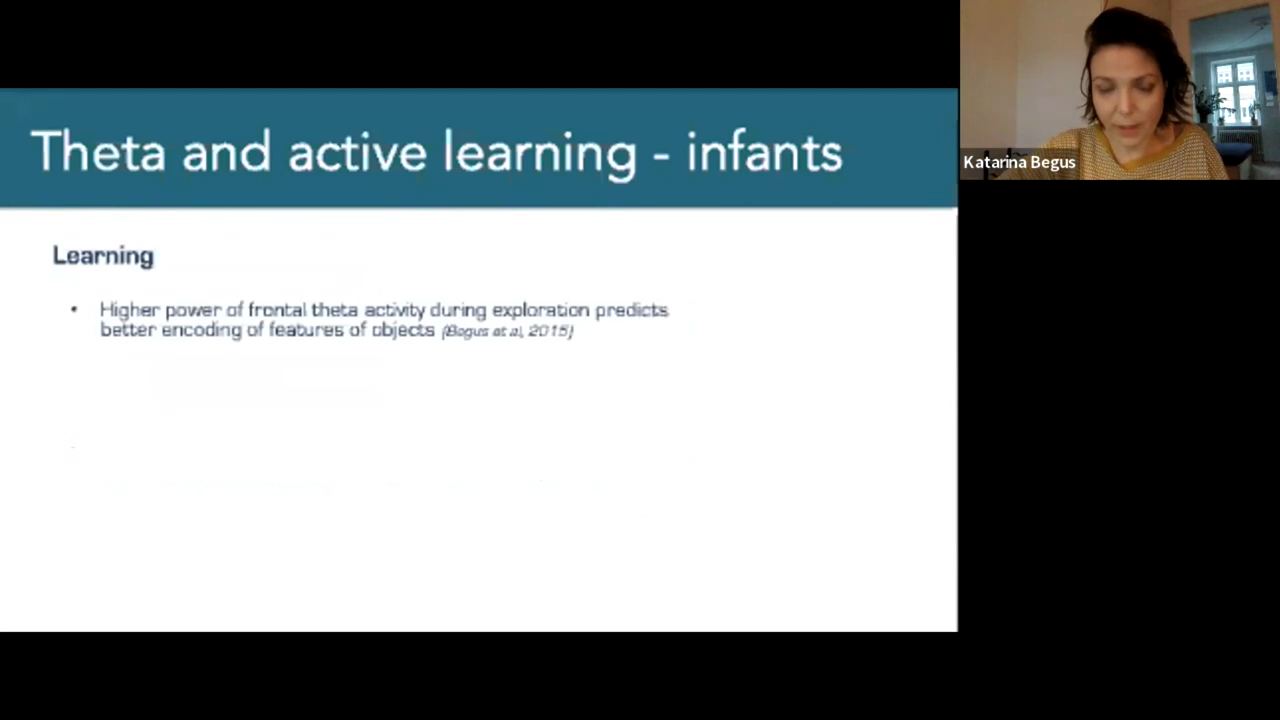 Theta and active learning - infants
Katarina Begus
Learning
• Higher power of frontal theta activity during exploration predicts
better encoding of features of objects (Begus et al, 2015)